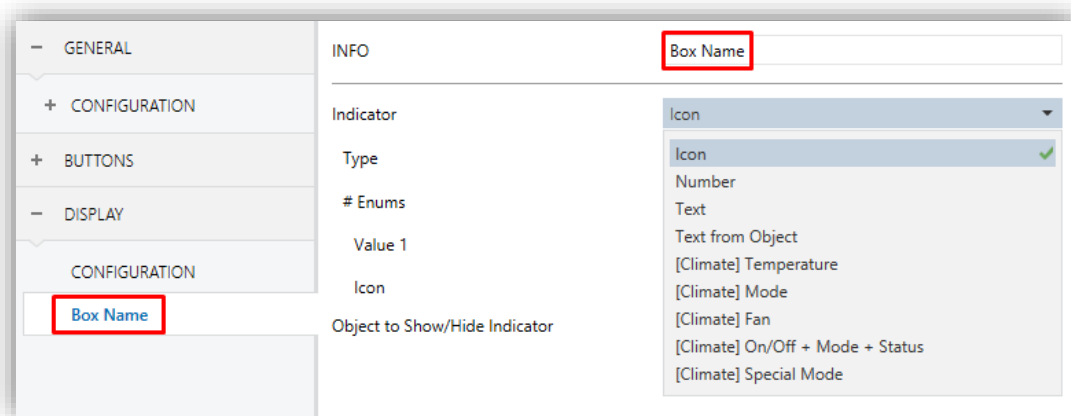 − GENERAL
+ CONFIGURATION
+ BUTTONS
− DISPLAY
CONFIGURATION
Box Name
INFO
Box Name
Indicator
Icon
Type
# Enums
Value 1
Icon
Object to Show/Hide Indicator
Icon
Number
Text
Text from Object
[Climate] Temperature
[Climate] Mode
[Climate] Fan
[Climate] On/Off + Mode + Status
[Climate] Special Mode